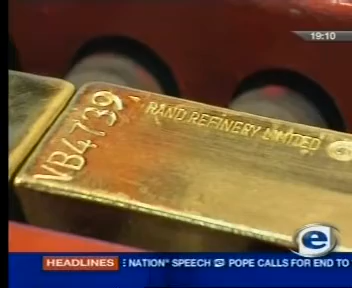 19:10
RAND REFINERY LIMITED
VB4739
e
HEADLINES E NATION" SPEECH POPE CALLS FOR END TO